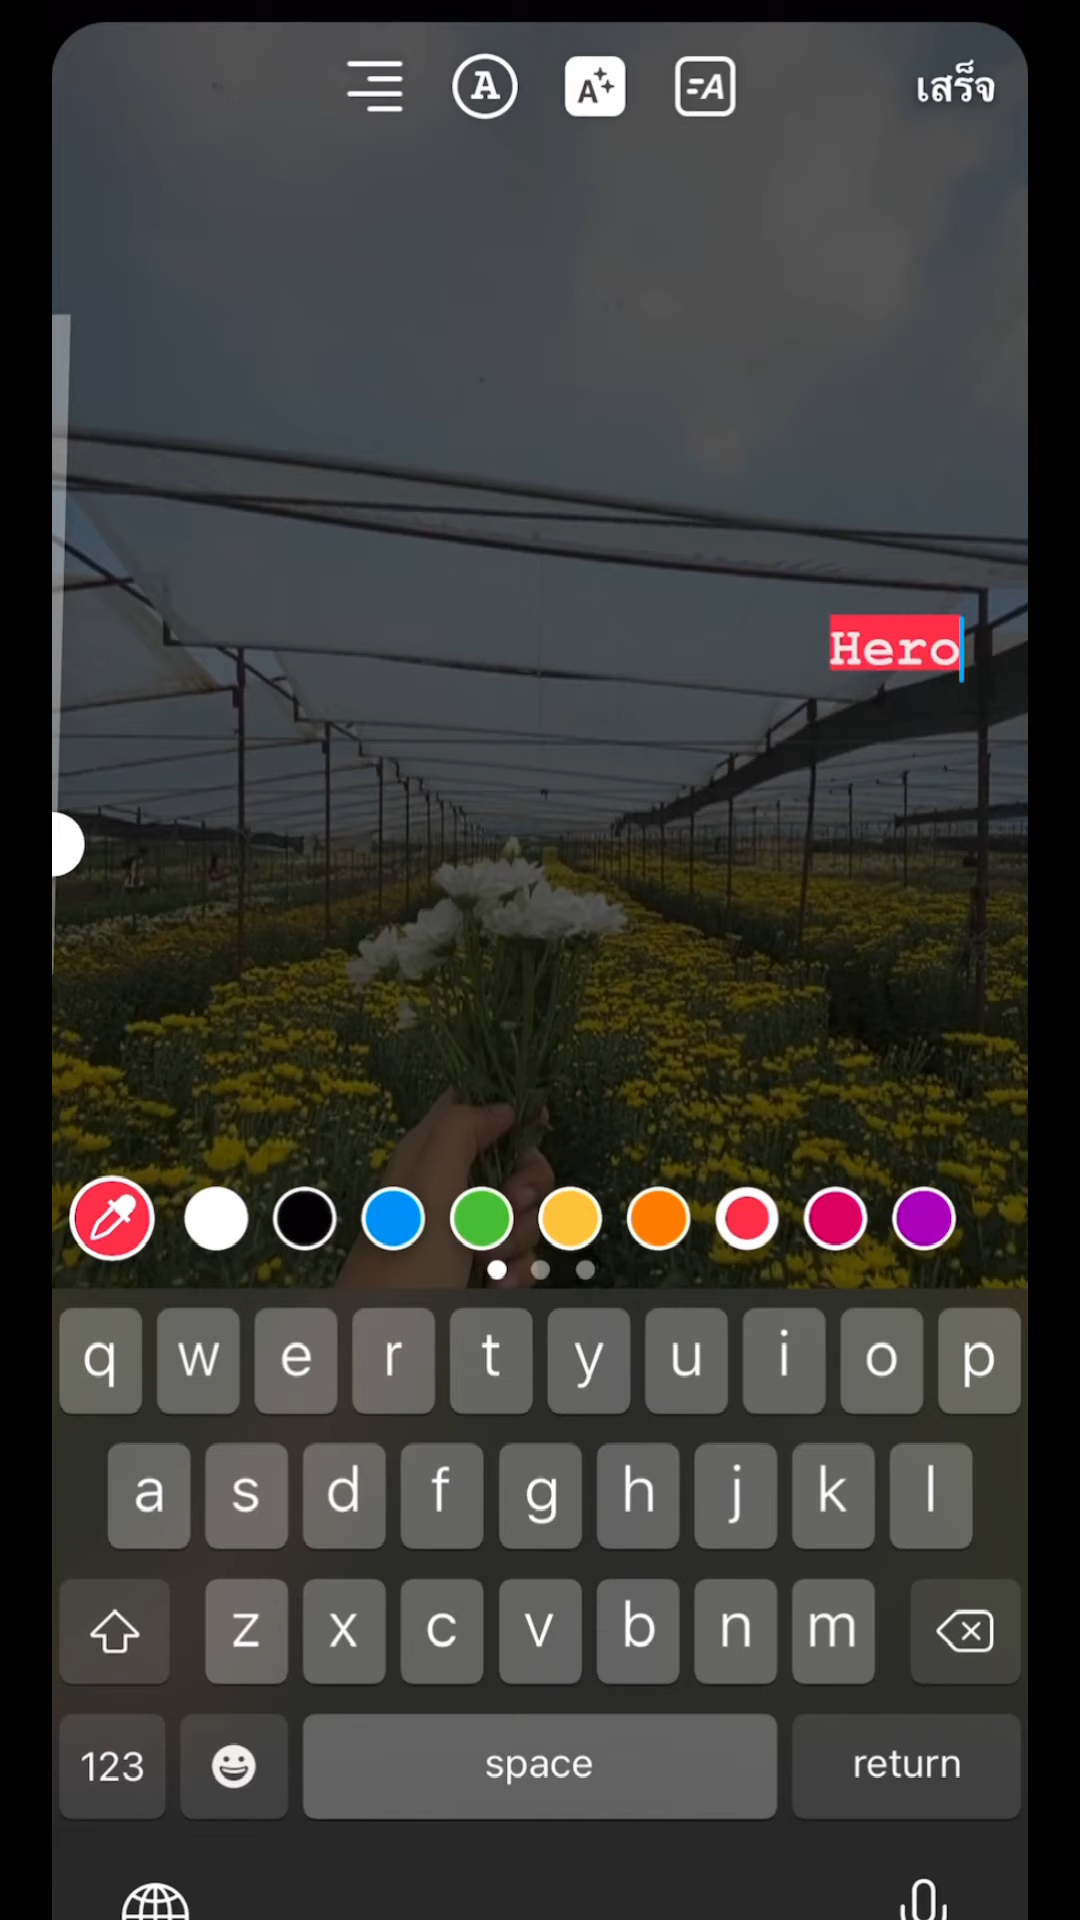 เสร็จ
Hero
q w e r t y u i o p
a s d f g h j k l
z x c v b n m
123 space return